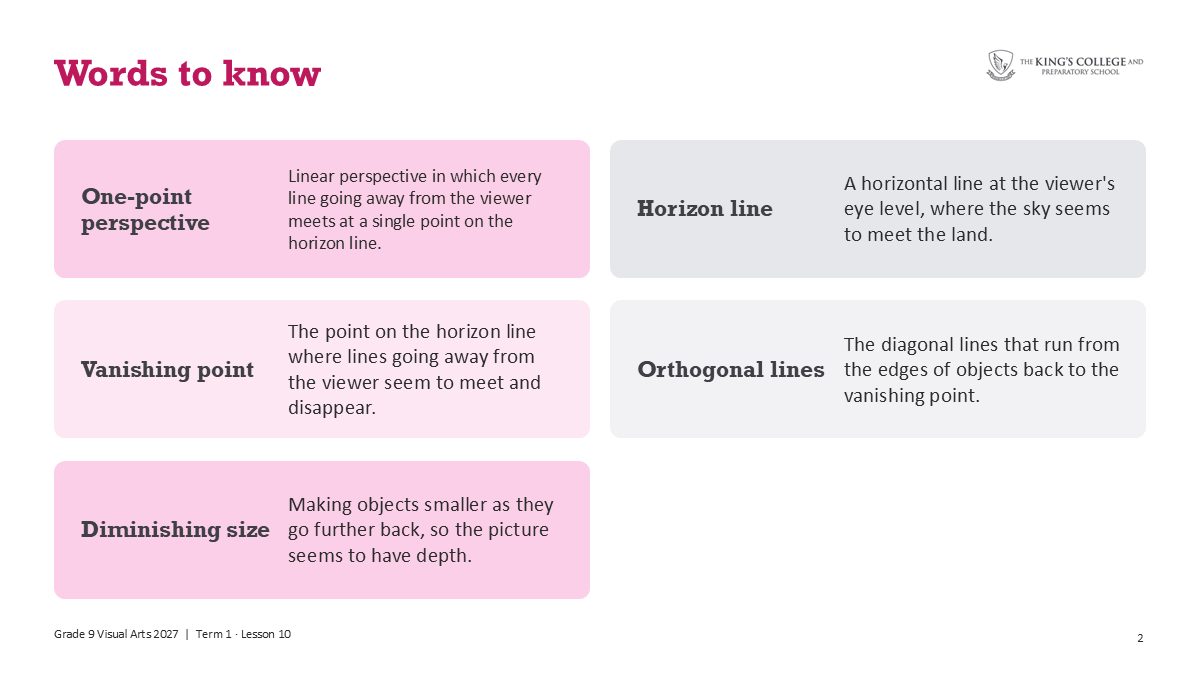 Words to know
THE KING'S COLLEGE AND
PREPARATORY SCHOOL
One-point
perspective
Linear perspective in which every
line going away from the viewer
meets at a single point on the
horizon line.
Horizon line
A horizontal line at the viewer's
eye level, where the sky seems
to meet the land.
Vanishing point
The point on the horizon line
where lines going away from
the viewer seem to meet and
disappear.
Orthogonal lines
The diagonal lines that run from
the edges of objects back to the
vanishing point.
Diminishing size
Making objects smaller as they
go further back, so the picture
seems to have depth.
Grade 9 Visual Arts 2027 | Term 1 · Lesson 10
2